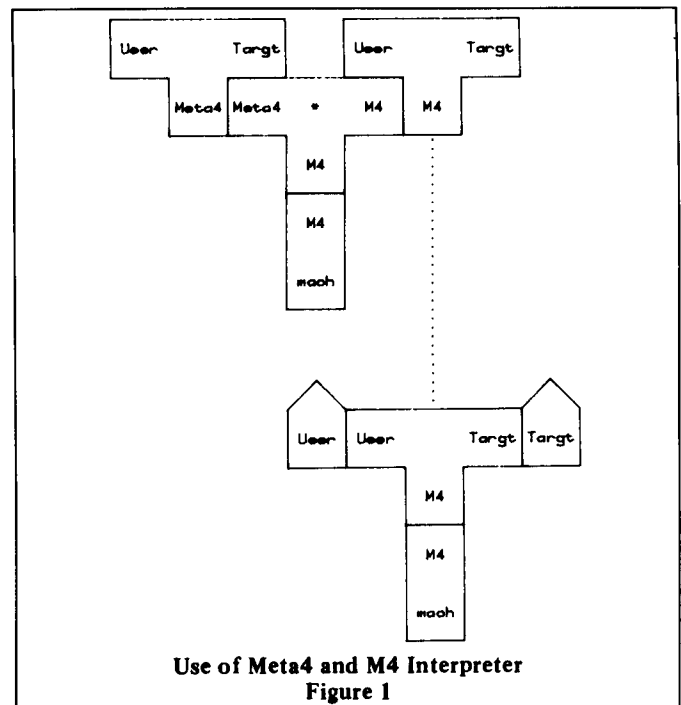 User Targt User Targt
Meta4 Meta4 * M4 M4
M4
M4
mach
User User Targt Targt
M4
M4
mach
Use of Meta4 and M4 Interpreter
Figure 1